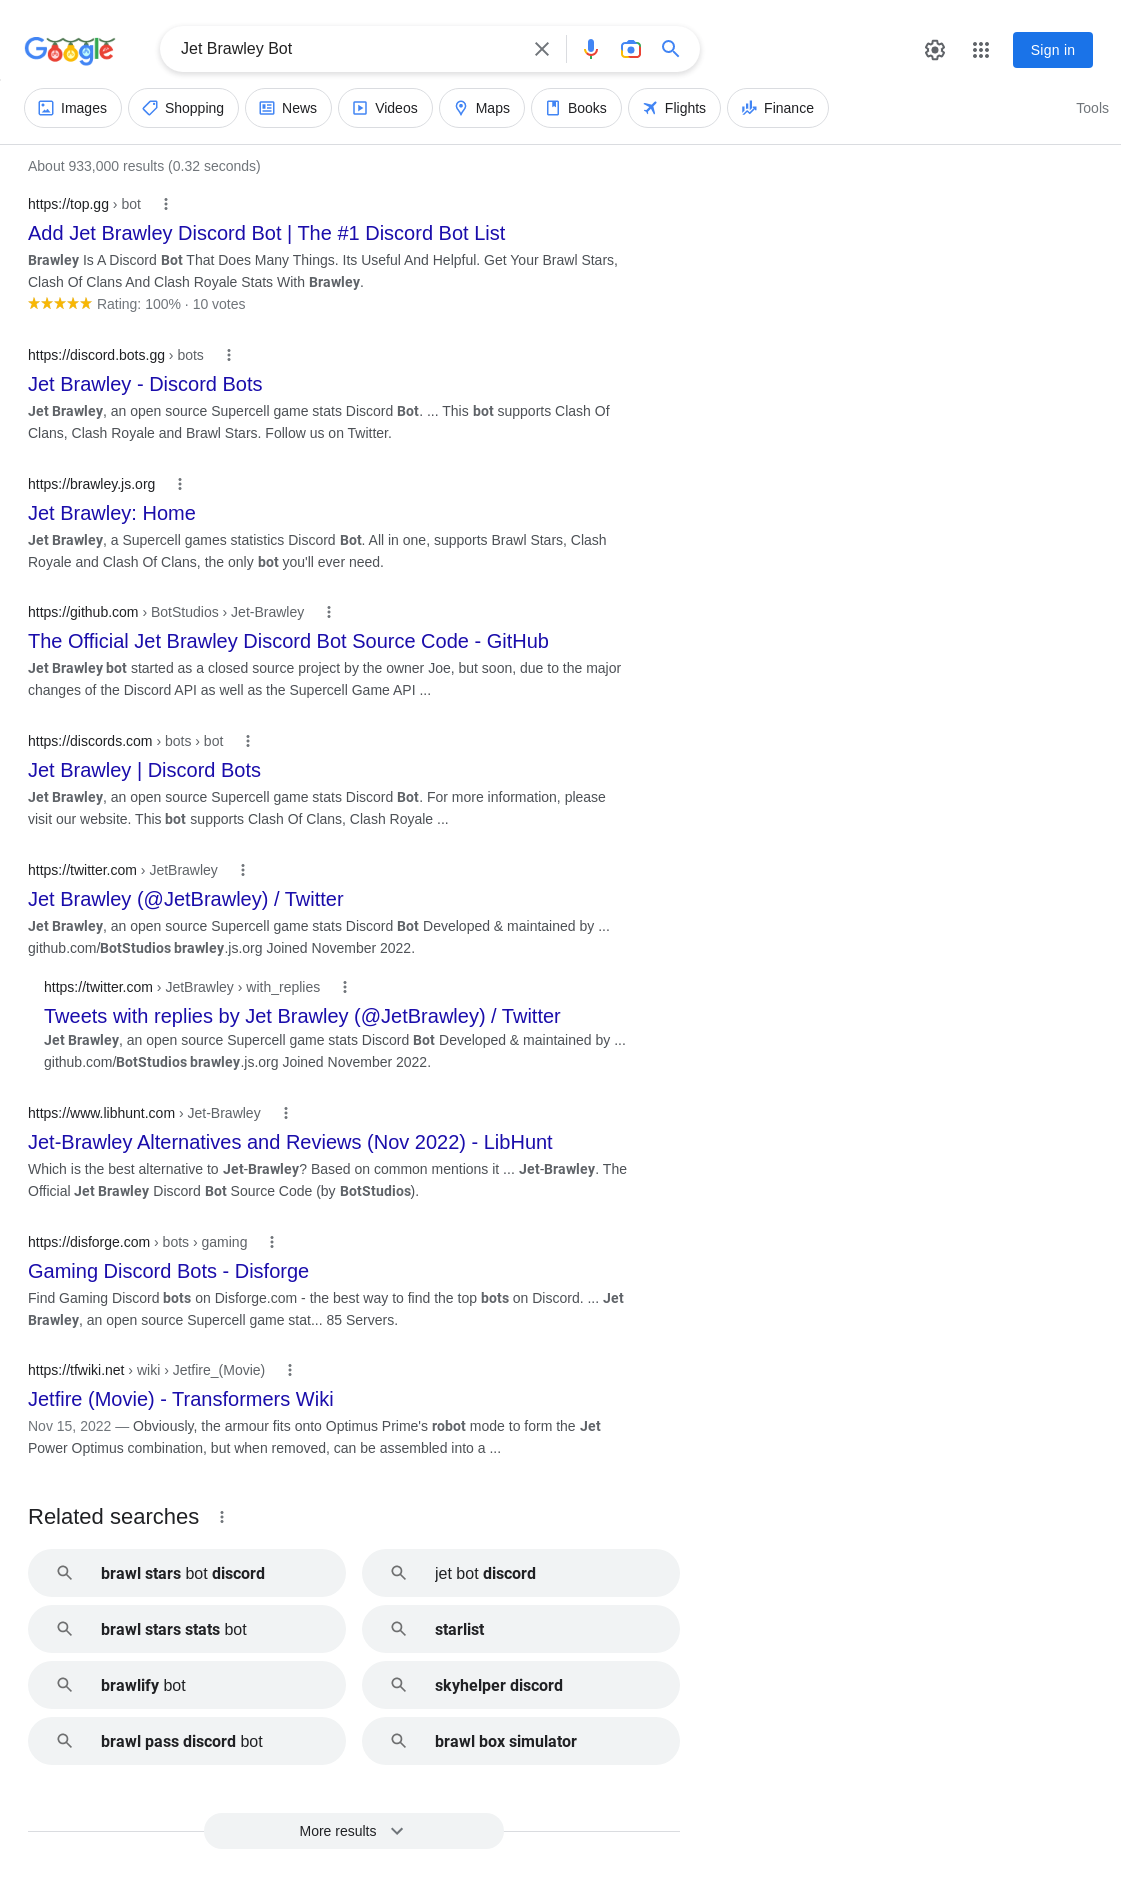 Google
Jet Brawley Bot
Sign in
Images
Shopping
News
Videos
Maps
Books
Flights
Finance
Tools
About 933,000 results (0.32 seconds)
https://top.gg › bot
Add Jet Brawley Discord Bot | The #1 Discord Bot List
Brawley Is A Discord Bot That Does Many Things. Its Useful And Helpful. Get Your Brawl Stars,
Clash Of Clans And Clash Royale Stats With Brawley.
Rating: 100% · 10 votes
https://discord.bots.gg › bots
Jet Brawley - Discord Bots
Jet Brawley, an open source Supercell game stats Discord Bot. ... This bot supports Clash Of
Clans, Clash Royale and Brawl Stars. Follow us on Twitter.
https://brawley.js.org
Jet Brawley: Home
Jet Brawley, a Supercell games statistics Discord Bot. All in one, supports Brawl Stars, Clash
Royale and Clash Of Clans, the only bot you'll ever need.
https://github.com › BotStudios › Jet-Brawley
The Official Jet Brawley Discord Bot Source Code - GitHub
Jet Brawley bot started as a closed source project by the owner Joe, but soon, due to the major
changes of the Discord API as well as the Supercell Game API ...
https://discords.com › bots › bot
Jet Brawley | Discord Bots
Jet Brawley, an open source Supercell game stats Discord Bot. For more information, please
visit our website. This bot supports Clash Of Clans, Clash Royale ...
https://twitter.com › JetBrawley
Jet Brawley (@JetBrawley) / Twitter
Jet Brawley, an open source Supercell game stats Discord Bot Developed & maintained by ...
github.com/BotStudios brawley.js.org Joined November 2022.
https://twitter.com › JetBrawley › with_replies
Tweets with replies by Jet Brawley (@JetBrawley) / Twitter
Jet Brawley, an open source Supercell game stats Discord Bot Developed & maintained by ...
github.com/BotStudios brawley.js.org Joined November 2022.
https://www.libhunt.com › Jet-Brawley
Jet-Brawley Alternatives and Reviews (Nov 2022) - LibHunt
Which is the best alternative to Jet-Brawley? Based on common mentions it ... Jet-Brawley. The
Official Jet Brawley Discord Bot Source Code (by BotStudios).
https://disforge.com › bots › gaming
Gaming Discord Bots - Disforge
Find Gaming Discord bots on Disforge.com - the best way to find the top bots on Discord. ... Jet
Brawley, an open source Supercell game stat... 85 Servers.
https://tfwiki.net › wiki › Jetfire_(Movie)
Jetfire (Movie) - Transformers Wiki
Nov 15, 2022 — Obviously, the armour fits onto Optimus Prime's robot mode to form the Jet
Power Optimus combination, but when removed, can be assembled into a ...
Related searches
brawl stars bot discord
jet bot discord
brawl stars stats bot
starlist
brawlify bot
skyhelper discord
brawl pass discord bot
brawl box simulator
More results